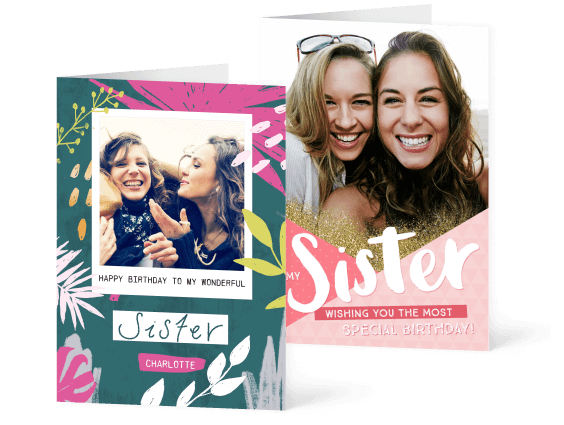 HAPPY BIRTHDAY TO MY WONDERFUL
Sister
CHARLOTTE
MY
Sister
WISHING YOU THE MOST
SPECIAL BIRTHDAY!